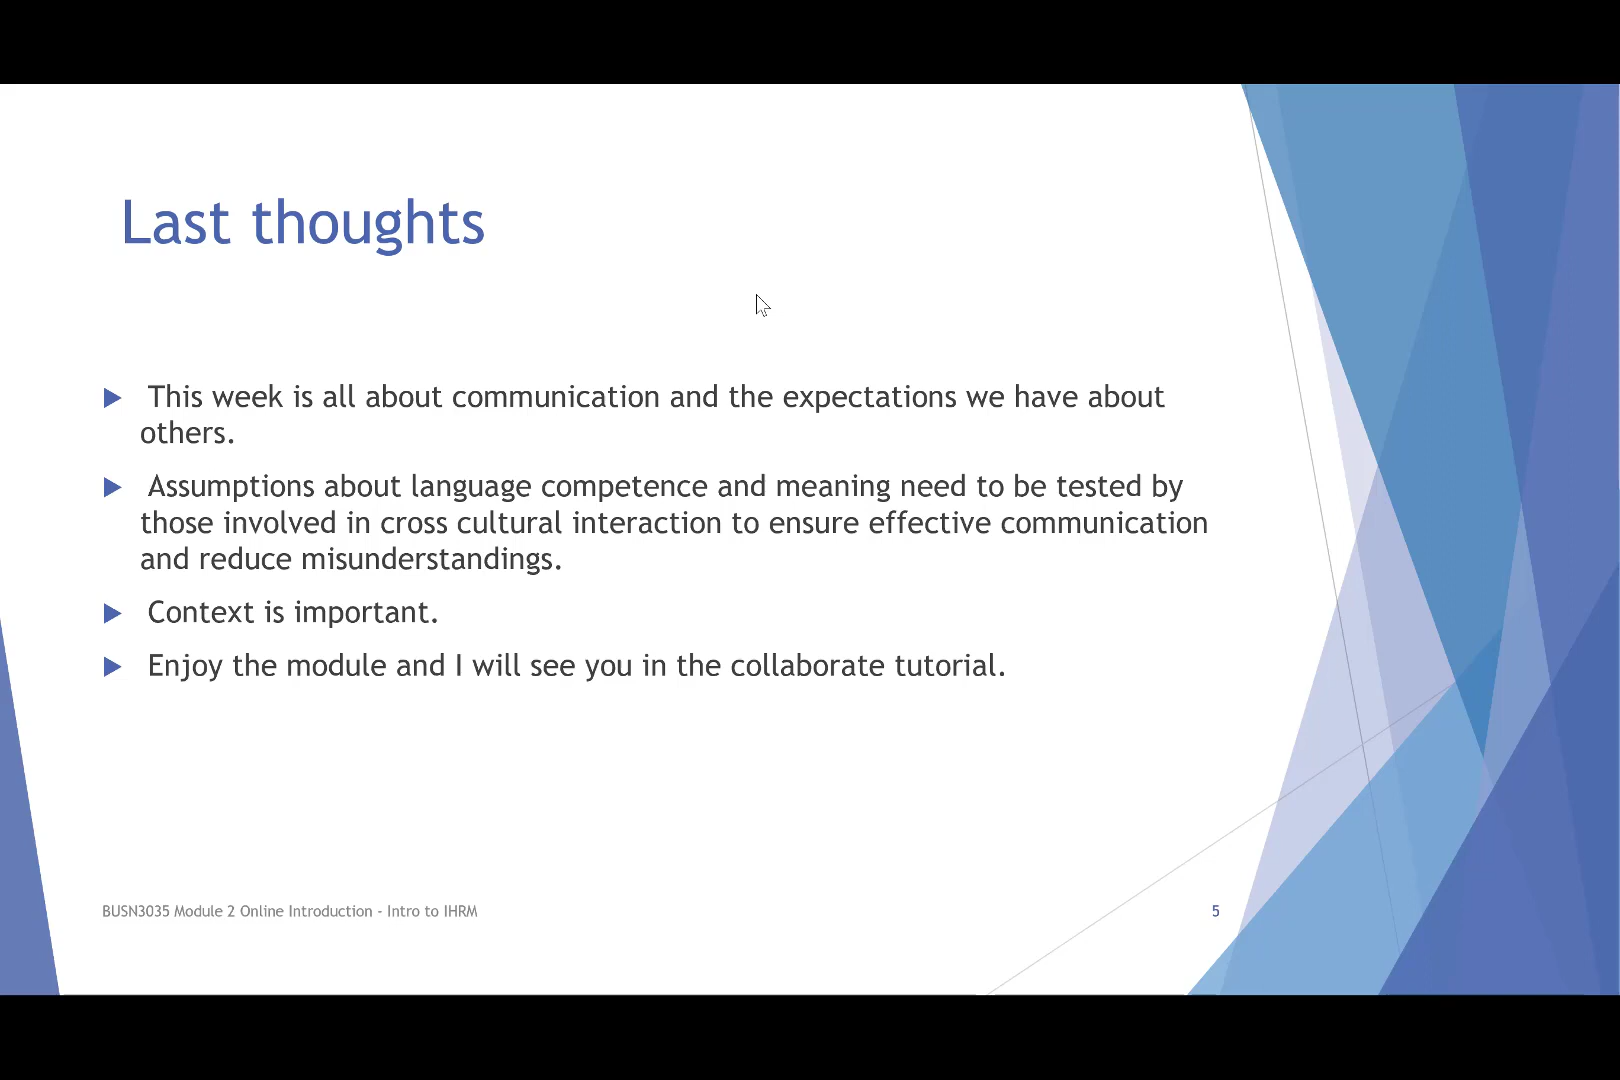 Last thoughts
This week is all about communication and the expectations we have about
others.
Assumptions about language competence and meaning need to be tested by
those involved in cross cultural interaction to ensure effective communication
and reduce misunderstandings.
Context is important.
Enjoy the module and I will see you in the collaborate tutorial.
BUSN3035 Module 2 Online Introduction - Intro to IHRM
5